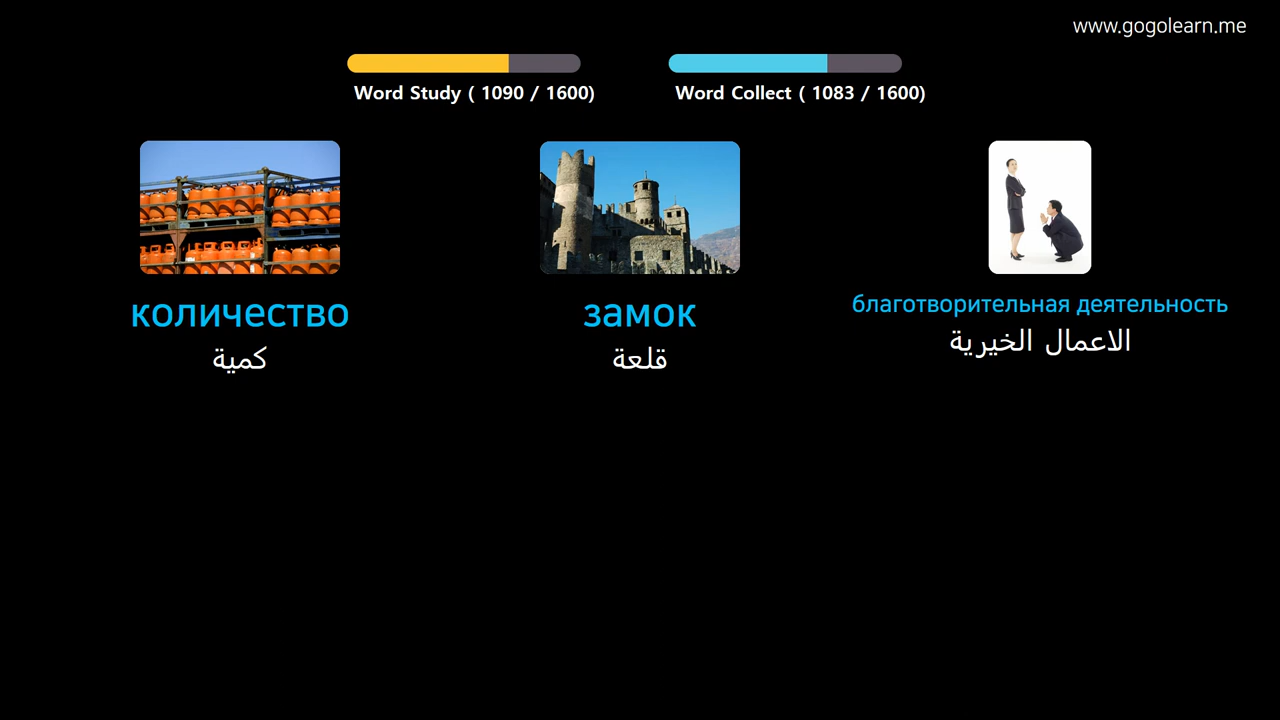 www.gogolearn.me
Word Study ( 1090 / 1600)
Word Collect ( 1083 / 1600)
количество
كمية
замок
قلعة
благотворительная деятельность
الاعمال الخيرية